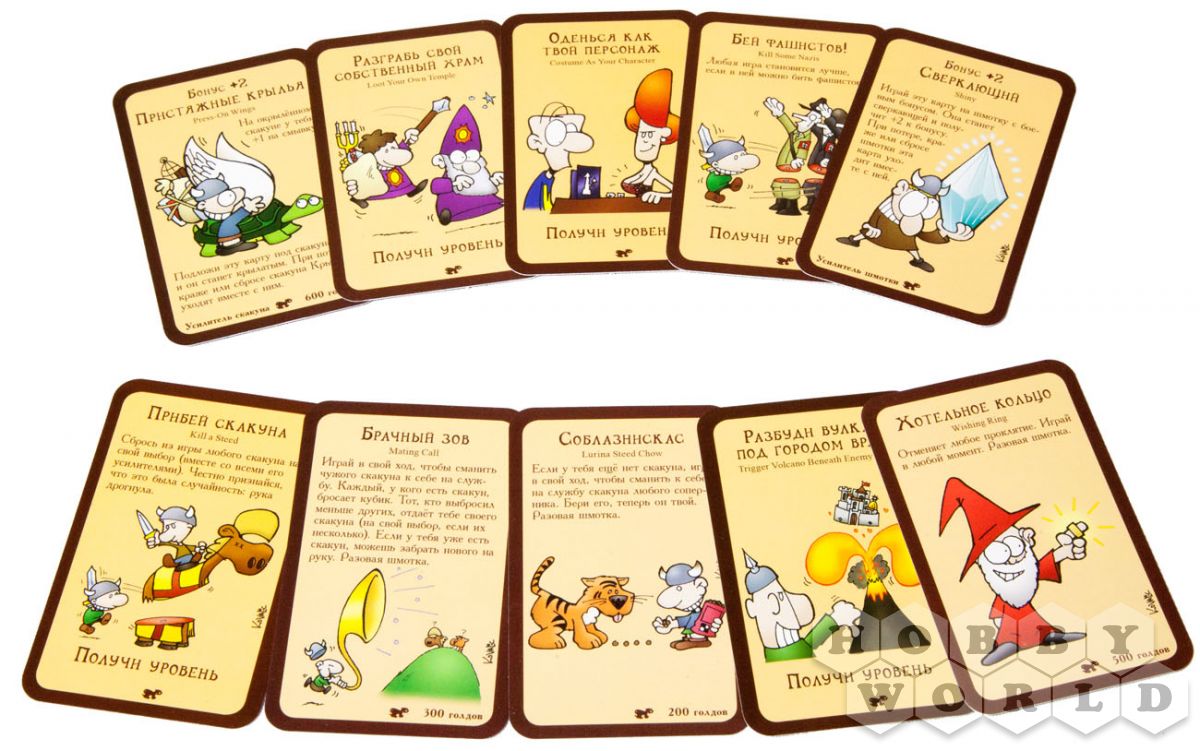 Бонус +2
Пристяжные крылья
Press-On Wings
На окрылённом
скакуне у тебя
+1 на смывку
Подложи эту карту под скакуна
и он станет крылатым. При
краже или сбросе скакуна
уходят вместе с ним.
Усилитель скакуна
600
Разграбь свой
собственный храм
Loot Your Own Temple
Получи уровень
Оденься как
твой персонаж
Costume As Your Character
Получи уровень
Бей фашистов!
Kill Some Nazis
Любая игра становится лучше,
если в ней можно бить фашистов
Получи
Бонус +2
Сверкающий
Shiny
Играй эту карту на шмотку с бое-
вым бонусом. Она станет
сверкающей и полу-
чит +2 к бонусу.
При потере, кра-
же или сбросе
шмотки эта
карта ухо-
дит вмес-
те с ней.
Kovalic
Усилитель шмотки
Прибей скакуна
Kill a Steed
Сбрось из игры любого скакуна на
свой выбор (вместе со всеми его
усилителями). Честно признайся,
что это была случайность: рука
дрогнула.
Kovalic
Получи уровень
Брачный зов
Mating Call
Играй в свой ход, чтобы сманить
чужого скакуна к себе на служ-
бу. Каждый, у кого есть скакун,
бросает кубик. Тот, кто выбросил
меньше других, отдаёт тебе своего
скакуна (на свой выбор, если их
несколько). Если у тебя уже есть
скакун, можешь забрать нового на
руку. Разовая шмотка.
Kovalic
300 голдов
Соблазнискас
Lurina Steed Chow
Если у тебя ещё нет скакуна,
в свой ход, чтобы сманить к себе
на службу скакуна любого сопер-
ника. Бери его, теперь он твой.
Разовая шмотка.
200 голдов
Разбуди
под городом
Trigger Volcano Beneath Enemy
Получи уровень
Хотельное кольцо
Wishing Ring
Отменяет любое проклятие. Играй
в любой момент. Разовая шмотка.
Kovalic
500 голдов
HOBBY
WORLD